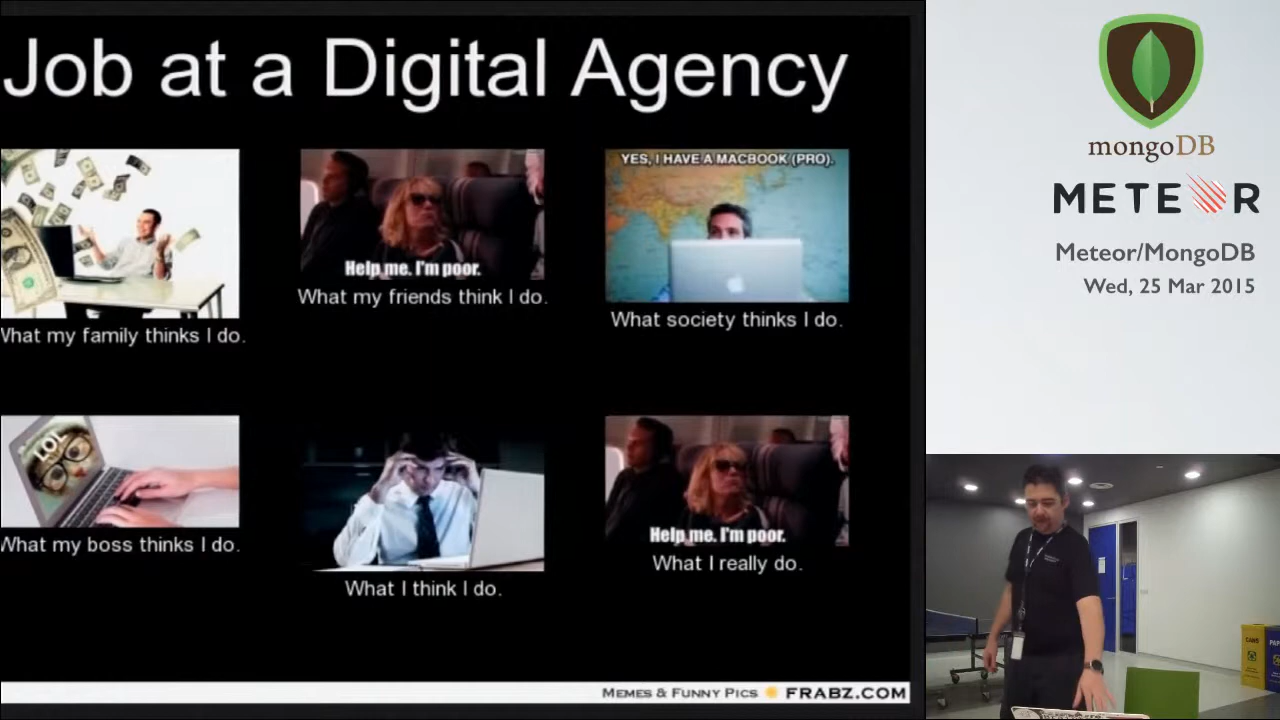 Job at a Digital Agency
YES, I HAVE A MACBOOK (PRO).
Help me. I'm poor.
What my family thinks I do.
What my friends think I do.
What society thinks I do.
LOL
Help me. I'm poor.
What my boss thinks I do.
What I think I do.
What I really do.
MEMES & FUNNY PICS FRABZ.COM
mongoDB
METEOR
Meteor/MongoDB
Wed, 25 Mar 2015